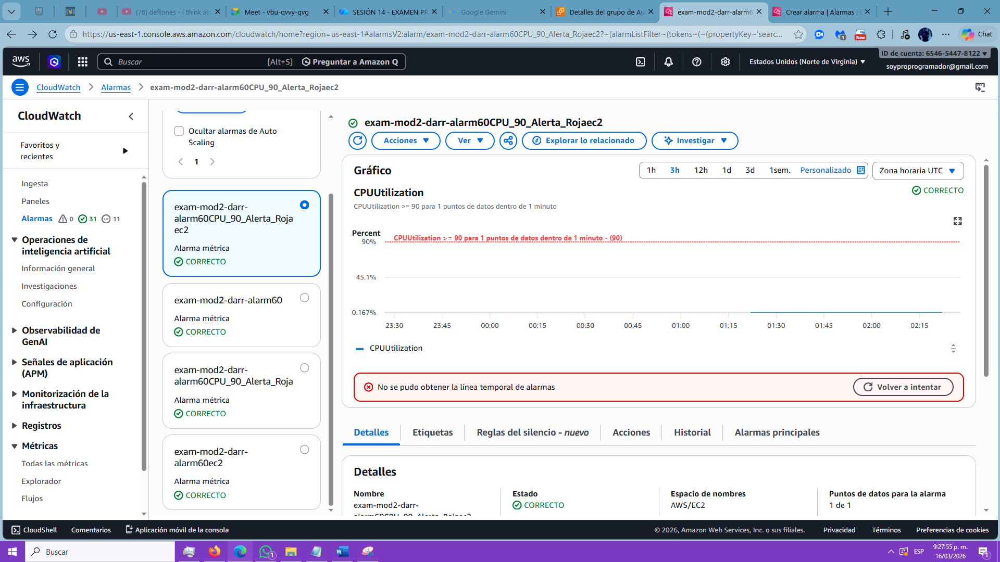 (76) deftones - i think ab
Meet - vbu-qvvy-qvg
SESIÓN 14 - EXAMEN PR
Google Gemini
Detalles del grupo de Au
exam-mod2-darr-alarm6
Crear alarma | Alarmas |
https://us-east-1.console.aws.amazon.com/cloudwatch/home?region=us-east-1#alarmsV2:alarm/exam-mod2-darr-alarm60CPU_90_Alerta_Rojaec2?~(alarmListFilter~(tokens~(~(propertyKey~'searc...
1
New
Chat
aws
Buscar
[Alt+S]
Preguntar a Amazon Q
Estados Unidos (Norte de Virginia)
ID de cuenta: 6546-5447-8122
soyproprogramador@gmail.com
CloudWatch
Alarmas
exam-mod2-darr-alarm60CPU_90_Alerta_Rojaec2
CloudWatch
Favoritos y
recientes
Ingesta
Paneles
Alarmas 0 31 11
Operaciones de
inteligencia artificial
Información general
Investigaciones
Configuración
Observabilidad de
GenAI
Señales de aplicación
(APM)
Monitorización de la
infraestructura
Registros
Métricas
Todas las métricas
Explorador
Flujos
Ocultar alarmas de Auto
Scaling
1
exam-mod2-darr-
alarm60CPU_90_Alerta_Roja
ec2
Alarma métrica
CORRECTO
exam-mod2-darr-alarm60
Alarma métrica
CORRECTO
exam-mod2-darr-
alarm60CPU_90_Alerta_Roja
Alarma métrica
CORRECTO
exam-mod2-darr-
alarm60ec2
Alarma métrica
CORRECTO
exam-mod2-darr-alarm60CPU_90_Alerta_Rojaec2
Acciones
Ver
Explorar lo relacionado
Investigar
Gráfico
1h 3h 12h 1d 3d 1sem. Personalizado
Zona horaria UTC
CPUUtilization
CORRECTO
CPUUtilization >= 90 para 1 puntos de datos dentro de 1 minuto
Percent
CPUUtilization >= 90 para 1 puntos de datos dentro de 1 minuto - (90)
90%
45.1%
0.167%
23:30 23:45 00:00 00:15 00:30 00:45 01:00 01:15 01:30 01:45 02:00 02:15
CPUUtilization
No se pudo obtener la línea temporal de alarmas
Volver a intentar
Detalles
Etiquetas
Reglas del silencio - nuevo
Acciones
Historial
Alarmas principales
Detalles
Nombre
exam-mod2-darr-
alarm60CPU_90_Alerta_Rojaec2
Estado
CORRECTO
Espacio de nombres
AWS/EC2
Puntos de datos para la alarma
1 de 1
CloudShell
Comentarios
Aplicación móvil de la consola
© 2026, Amazon Web Services, Inc. o sus filiales.
Privacidad
Términos
Preferencias de cookies
Buscar
1
ESP
9:27:55 p. m.
16/03/2026
1